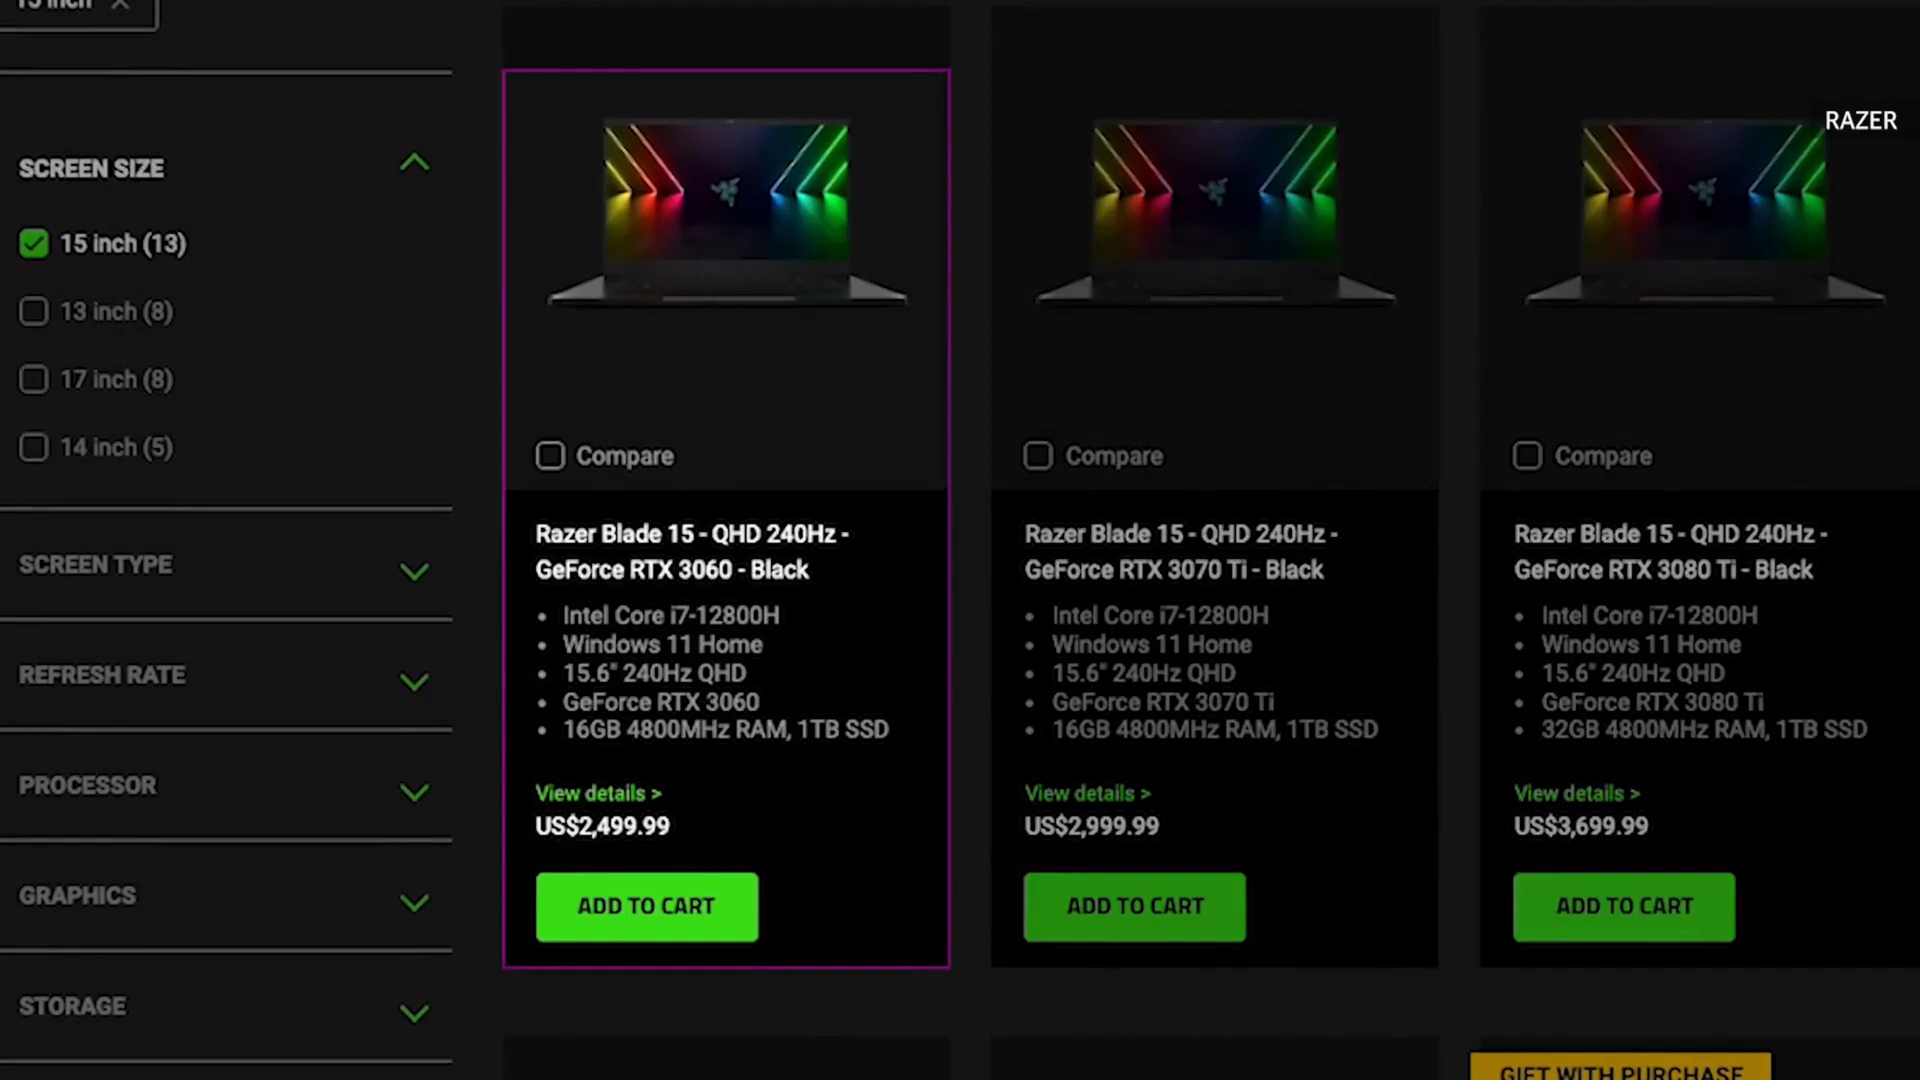 15 inch
SCREEN SIZE
15 inch (13)
13 inch (8)
17 inch (8)
14 inch (5)
SCREEN TYPE
REFRESH RATE
PROCESSOR
GRAPHICS
STORAGE
Compare
Razer Blade 15 - QHD 240Hz -
GeForce RTX 3060 - Black
• Intel Core i7-12800H
• Windows 11 Home
• 15.6" 240Hz QHD
• GeForce RTX 3060
• 16GB 4800MHz RAM, 1TB SSD
View details >
US$2,499.99
ADD TO CART
Compare
Razer Blade 15 - QHD 240Hz -
GeForce RTX 3070 Ti - Black
• Intel Core i7-12800H
• Windows 11 Home
• 15.6" 240Hz QHD
• GeForce RTX 3070 Ti
• 16GB 4800MHz RAM, 1TB SSD
View details >
US$2,999.99
ADD TO CART
RAZER
Compare
Razer Blade 15 - QHD 240Hz -
GeForce RTX 3080 Ti - Black
• Intel Core i7-12800H
• Windows 11 Home
• 15.6" 240Hz QHD
• GeForce RTX 3080 Ti
• 32GB 4800MHz RAM, 1TB SSD
View details >
US$3,699.99
ADD TO CART
GIFT WITH PURCHASE